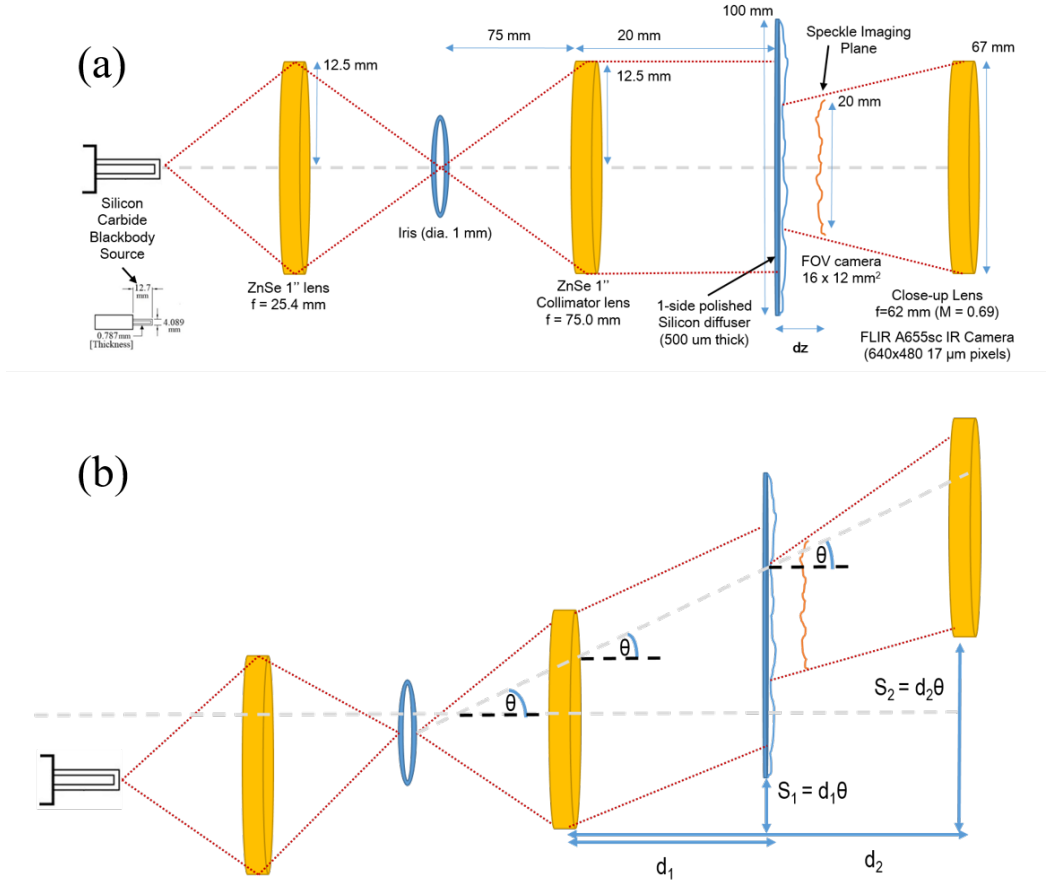 (a)
75 mm
20 mm
100 mm
Speckle Imaging
Plane
67 mm
12.5 mm
12.5 mm
20 mm
Silicon
Carbide
Blackbody
Source
Iris (dia. 1 mm)
12.7
mm
4.089
mm
0.787mm
[Thickness]
ZnSe 1'' lens
f = 25.4 mm
ZnSe 1''
Collimator lens
f = 75.0 mm
1-side polished
Silicon diffuser
(500 um thick)
FOV camera
16 x 12 mm²
dz
Close-up Lens
f=62 mm (M = 0.69)
FLIR A655sc IR Camera
(640x480 17 µm pixels)
(b)
θ
θ
θ
S₂ = d₂θ
S₁ = d₁θ
d₁
d₂